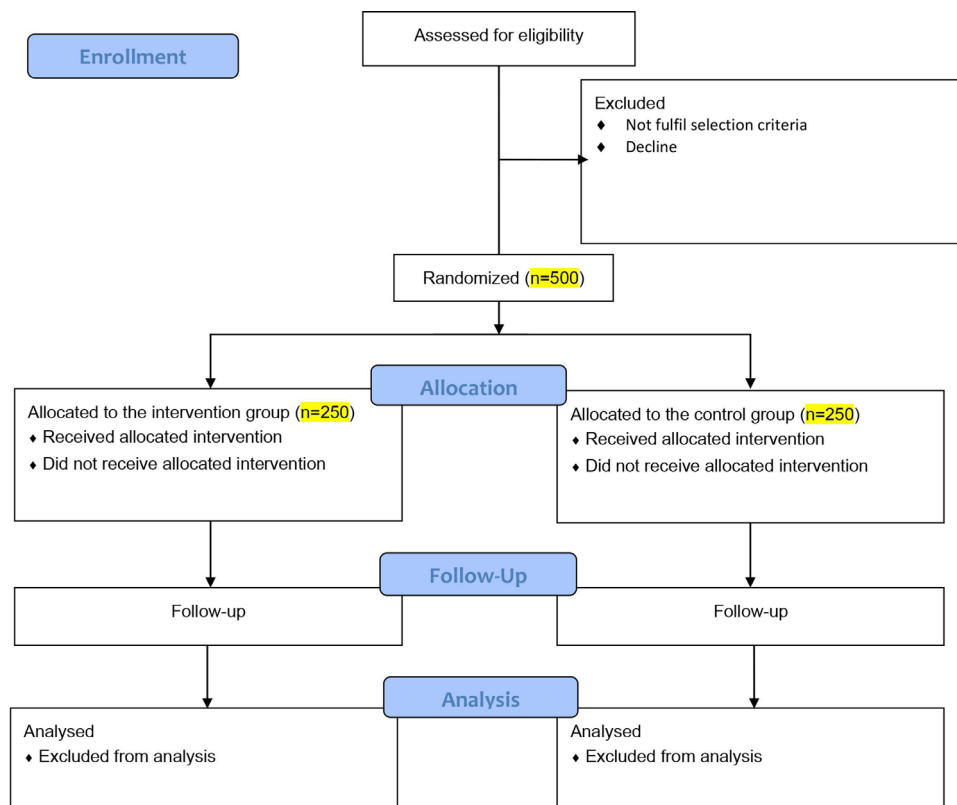 Assessed for eligibility
Enrollment
Excluded
♦ Not fulfil selection criteria
♦ Decline
Randomized (n=500)
Allocation
Allocated to the intervention group (n=250)
♦ Received allocated intervention
♦ Did not receive allocated intervention
Allocated to the control group (n=250)
♦ Received allocated intervention
♦ Did not receive allocated intervention
Follow-Up
Follow-up
Follow-up
Analysis
Analysed
♦ Excluded from analysis
Analysed
♦ Excluded from analysis